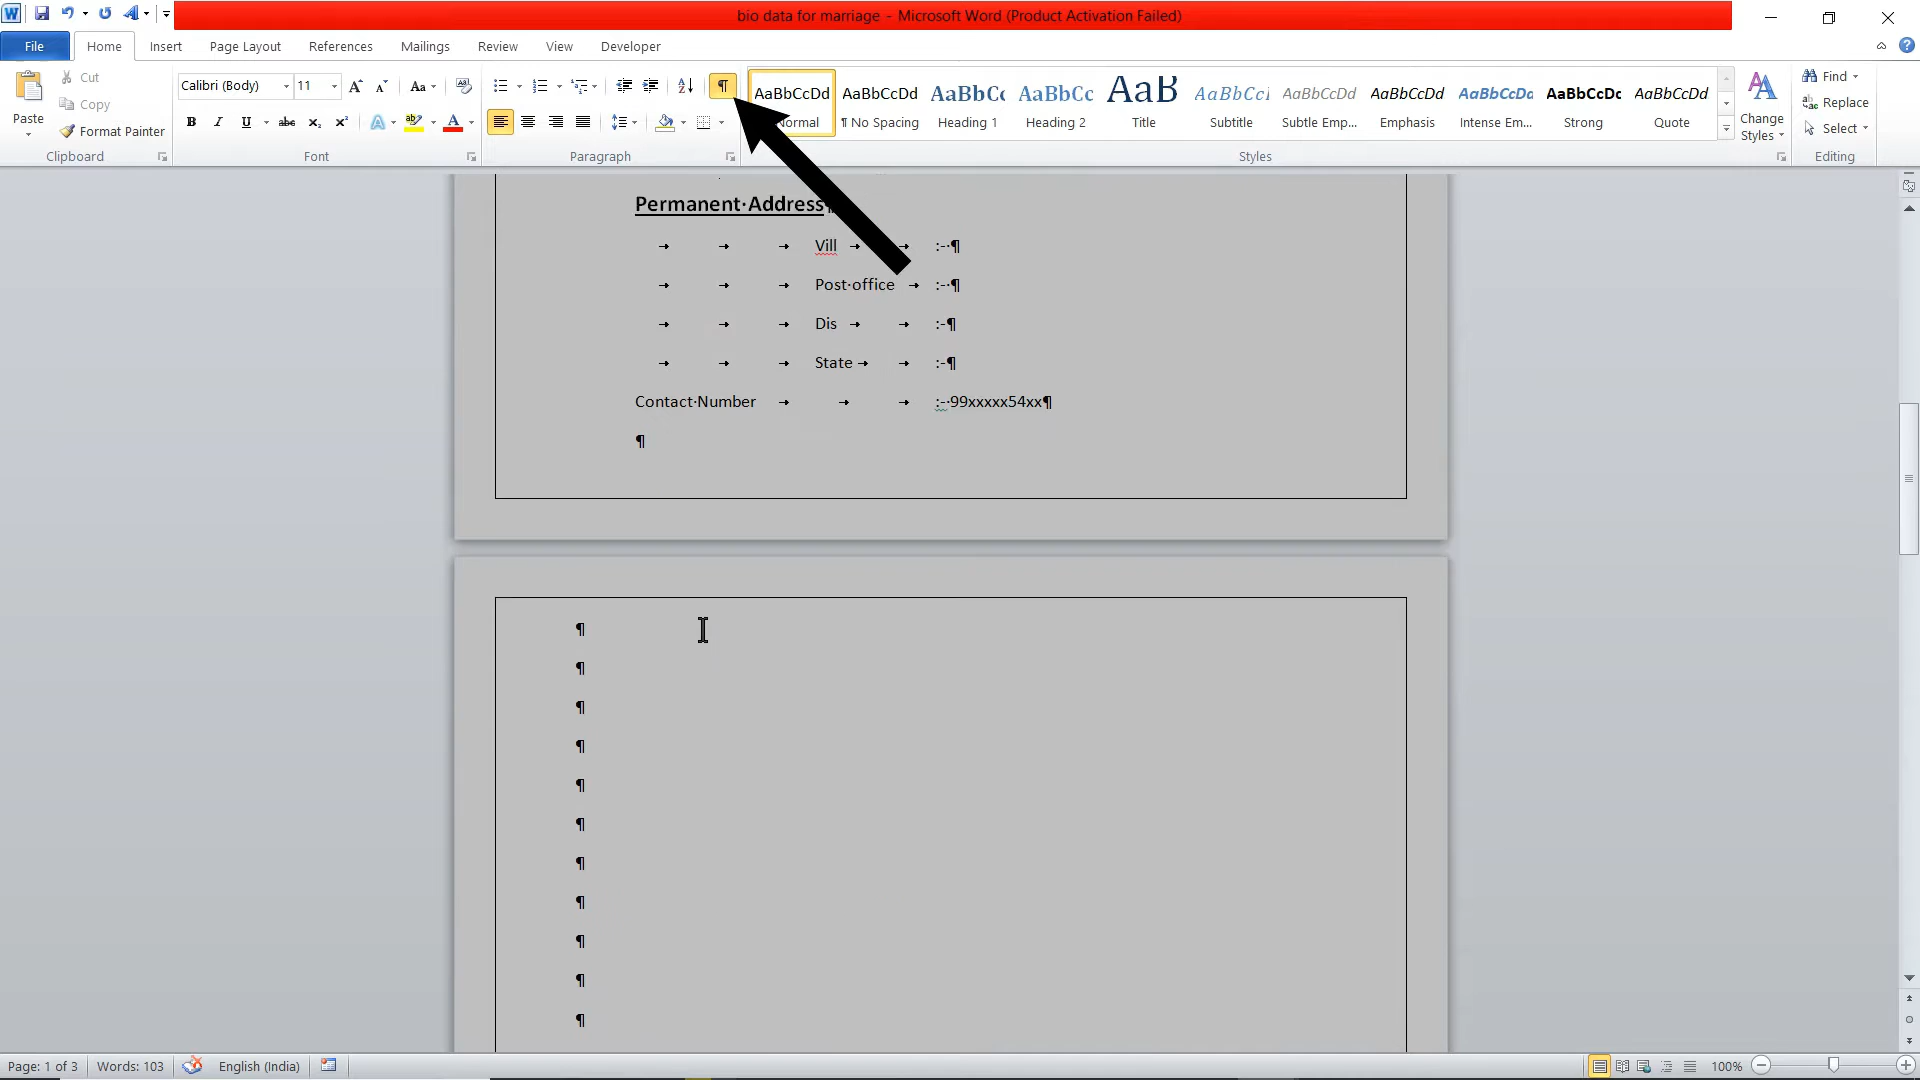 bio data for marriage - Microsoft Word (Product Activation Failed)
File Home Insert Page Layout References Mailings Review View Developer
Paste
Cut
Copy
Format Painter
Clipboard
Calibri (Body) 11
Font
Paragraph
AaBbCcDd AaBbCcDd AaBbCc AaBbCc AaB AaBbCcI AaBbCcDd AaBbCcDd AaBbCcDd AaBbCcDc AaBbCcDd
ormal ¶ No Spacing Heading 1 Heading 2 Title Subtitle Subtle Emp... Emphasis Intense Em... Strong Quote
Styles
Change
Styles
Find
Replace
Select
Editing
Permanent·Address
→ → → Vill → → :-·¶
→ → → Post·office → :-·¶
→ → → Dis → → :-¶
→ → → State → → :-¶
Contact·Number → → → :-·99xxxxx54xx¶
¶
¶
¶
¶
¶
¶
¶
¶
¶
¶
¶
¶
Page: 1 of 3 Words: 103 English (India) 100%